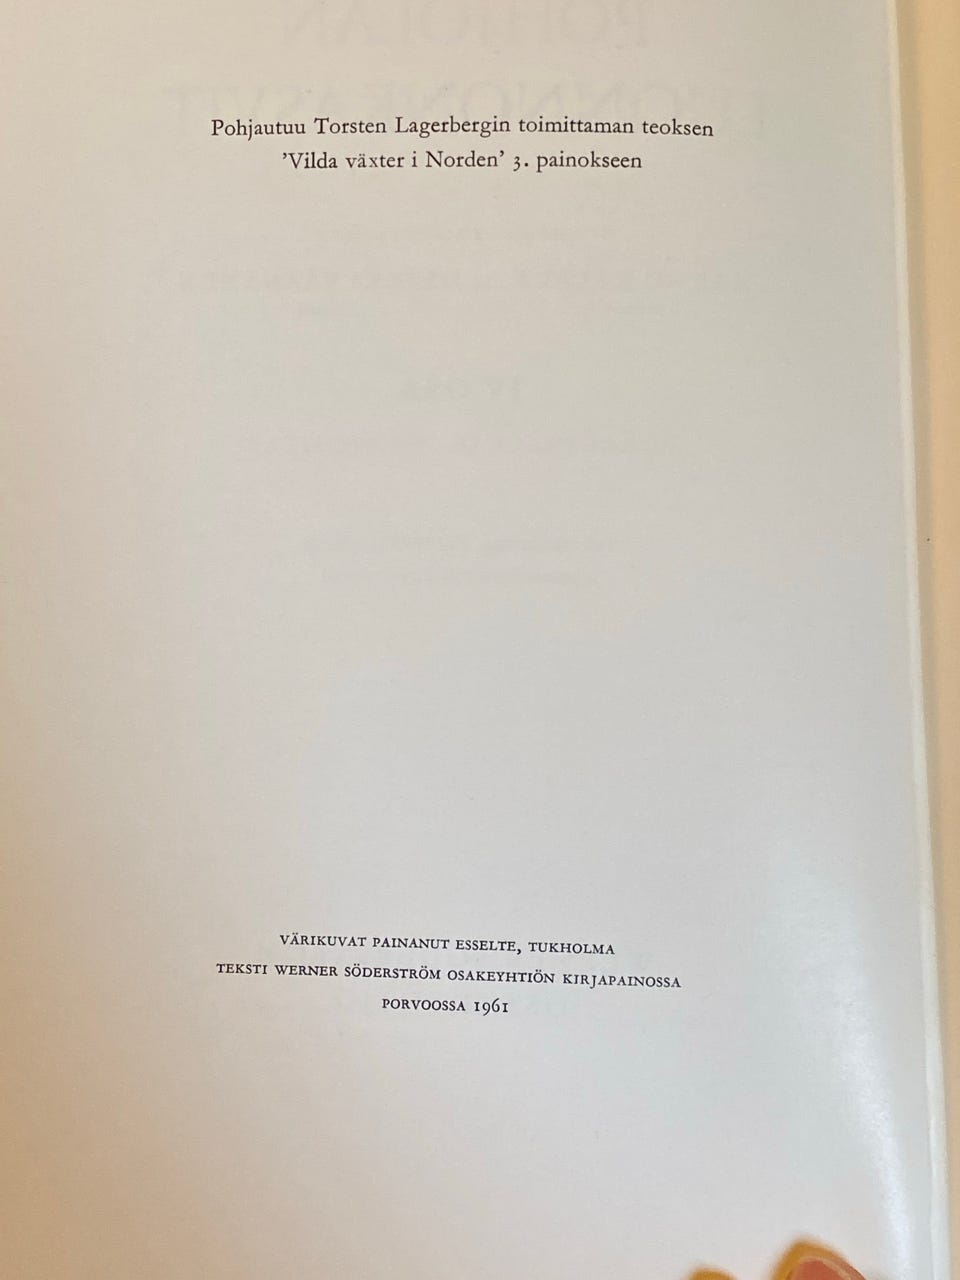 Pohjautuu Torsten Lagerbergin toimittaman teoksen
’Vilda växter i Norden’ 3. painokseen
VÄRIKUVAT PAINANUT ESSELTE, TUKHOLMA
TEKSTI WERNER SÖDERSTRÖM OSAKEYHTIÖN KIRJAPAINOSSA
PORVOOSSA 1961